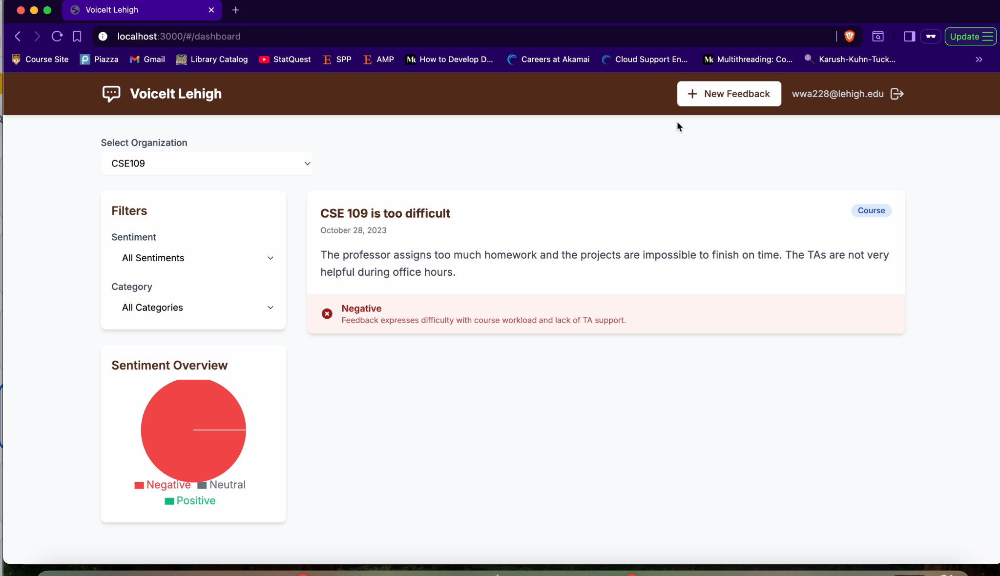 VoiceIt Lehigh
localhost:3000/#/dashboard
Update
Course Site
Piazza
Gmail
Library Catalog
StatQuest
SPP
AMP
How to Develop D...
Careers at Akamai
Cloud Support En...
Multithreading: Co...
Karush-Kuhn-Tuck...
VoiceIt Lehigh
New Feedback
wwa228@lehigh.edu
Select Organization
CSE109
Filters
Sentiment
All Sentiments
Category
All Categories
CSE 109 is too difficult
Course
October 28, 2023
The professor assigns too much homework and the projects are impossible to finish on time. The TAs are not very
helpful during office hours.
Negative
Feedback expresses difficulty with course workload and lack of TA support.
Sentiment Overview
Negative Neutral
Positive